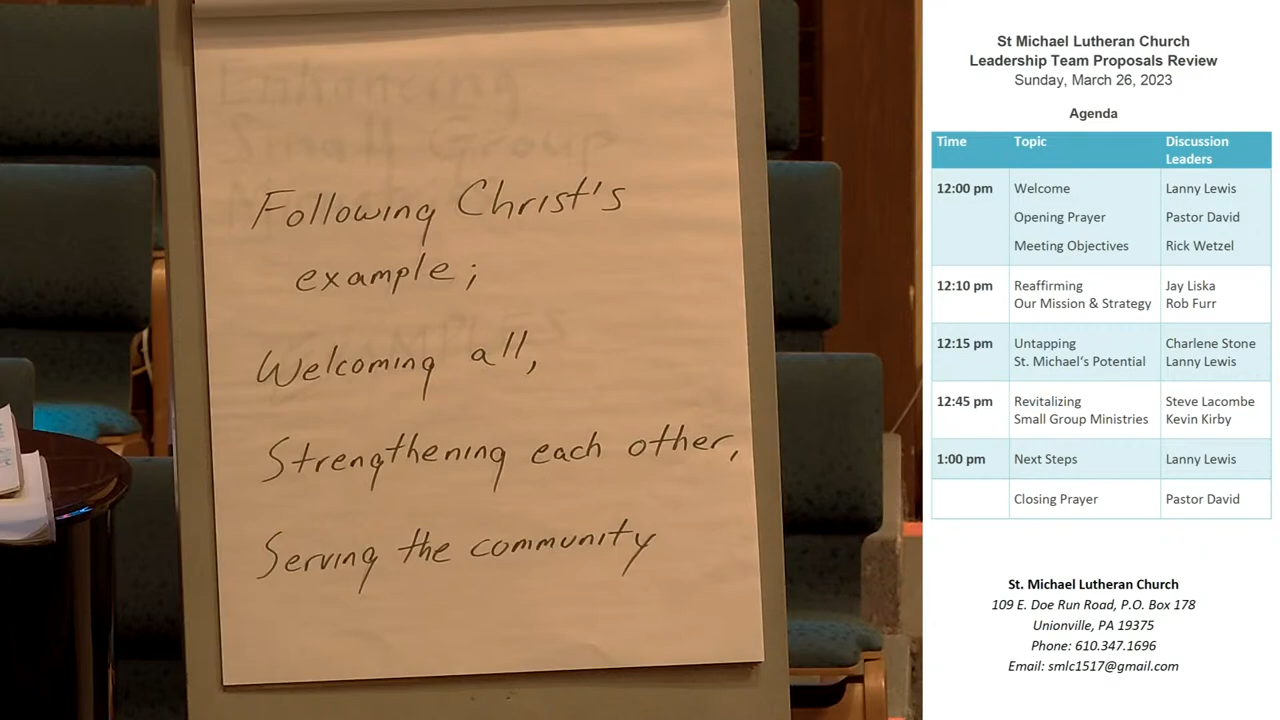 Enhancing
Small Group
Following Christ's
example;
Welcoming all,
Strengthening each other,
Serving the community
St Michael Lutheran Church
Leadership Team Proposals Review
Sunday, March 26, 2023
Agenda
Time Topic Discussion Leaders
12:00 pm Welcome Lanny Lewis
Opening Prayer Pastor David
Meeting Objectives Rick Wetzel
12:10 pm Reaffirming Jay Liska
Our Mission & Strategy Rob Furr
12:15 pm Untapping Charlene Stone
St. Michael's Potential Lanny Lewis
12:45 pm Revitalizing Steve Lacombe
Small Group Ministries Kevin Kirby
1:00 pm Next Steps Lanny Lewis
Closing Prayer Pastor David
St. Michael Lutheran Church
109 E. Doe Run Road, P.O. Box 178
Unionville, PA 19375
Phone: 610.347.1696
Email: smlc1517@gmail.com